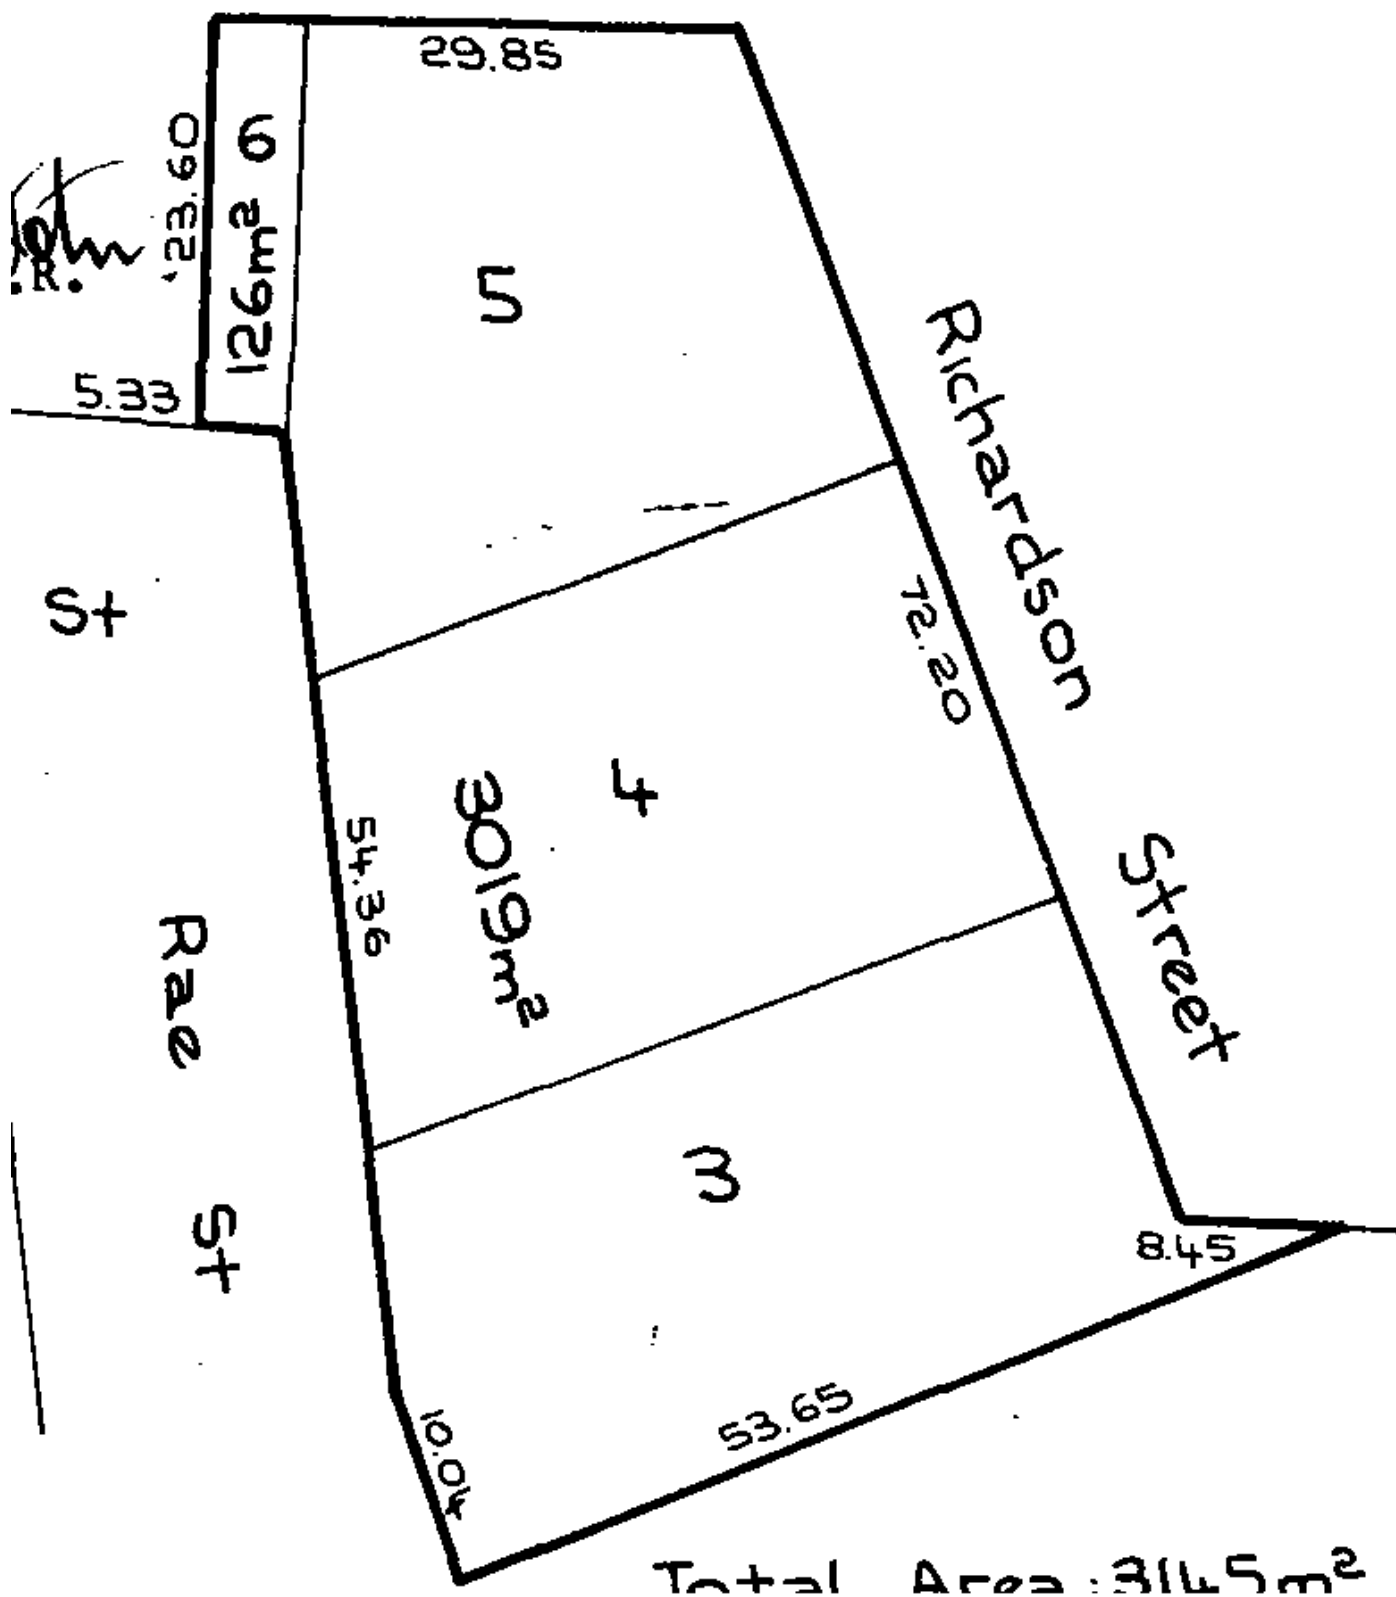 29.85
23.60
126m² 6
.R.
5
5.33
Richardson Street
72.20
St
4
3019m²
54.36
Rae St
3
8.45
53.65
10.04
Total Area : 3145m²